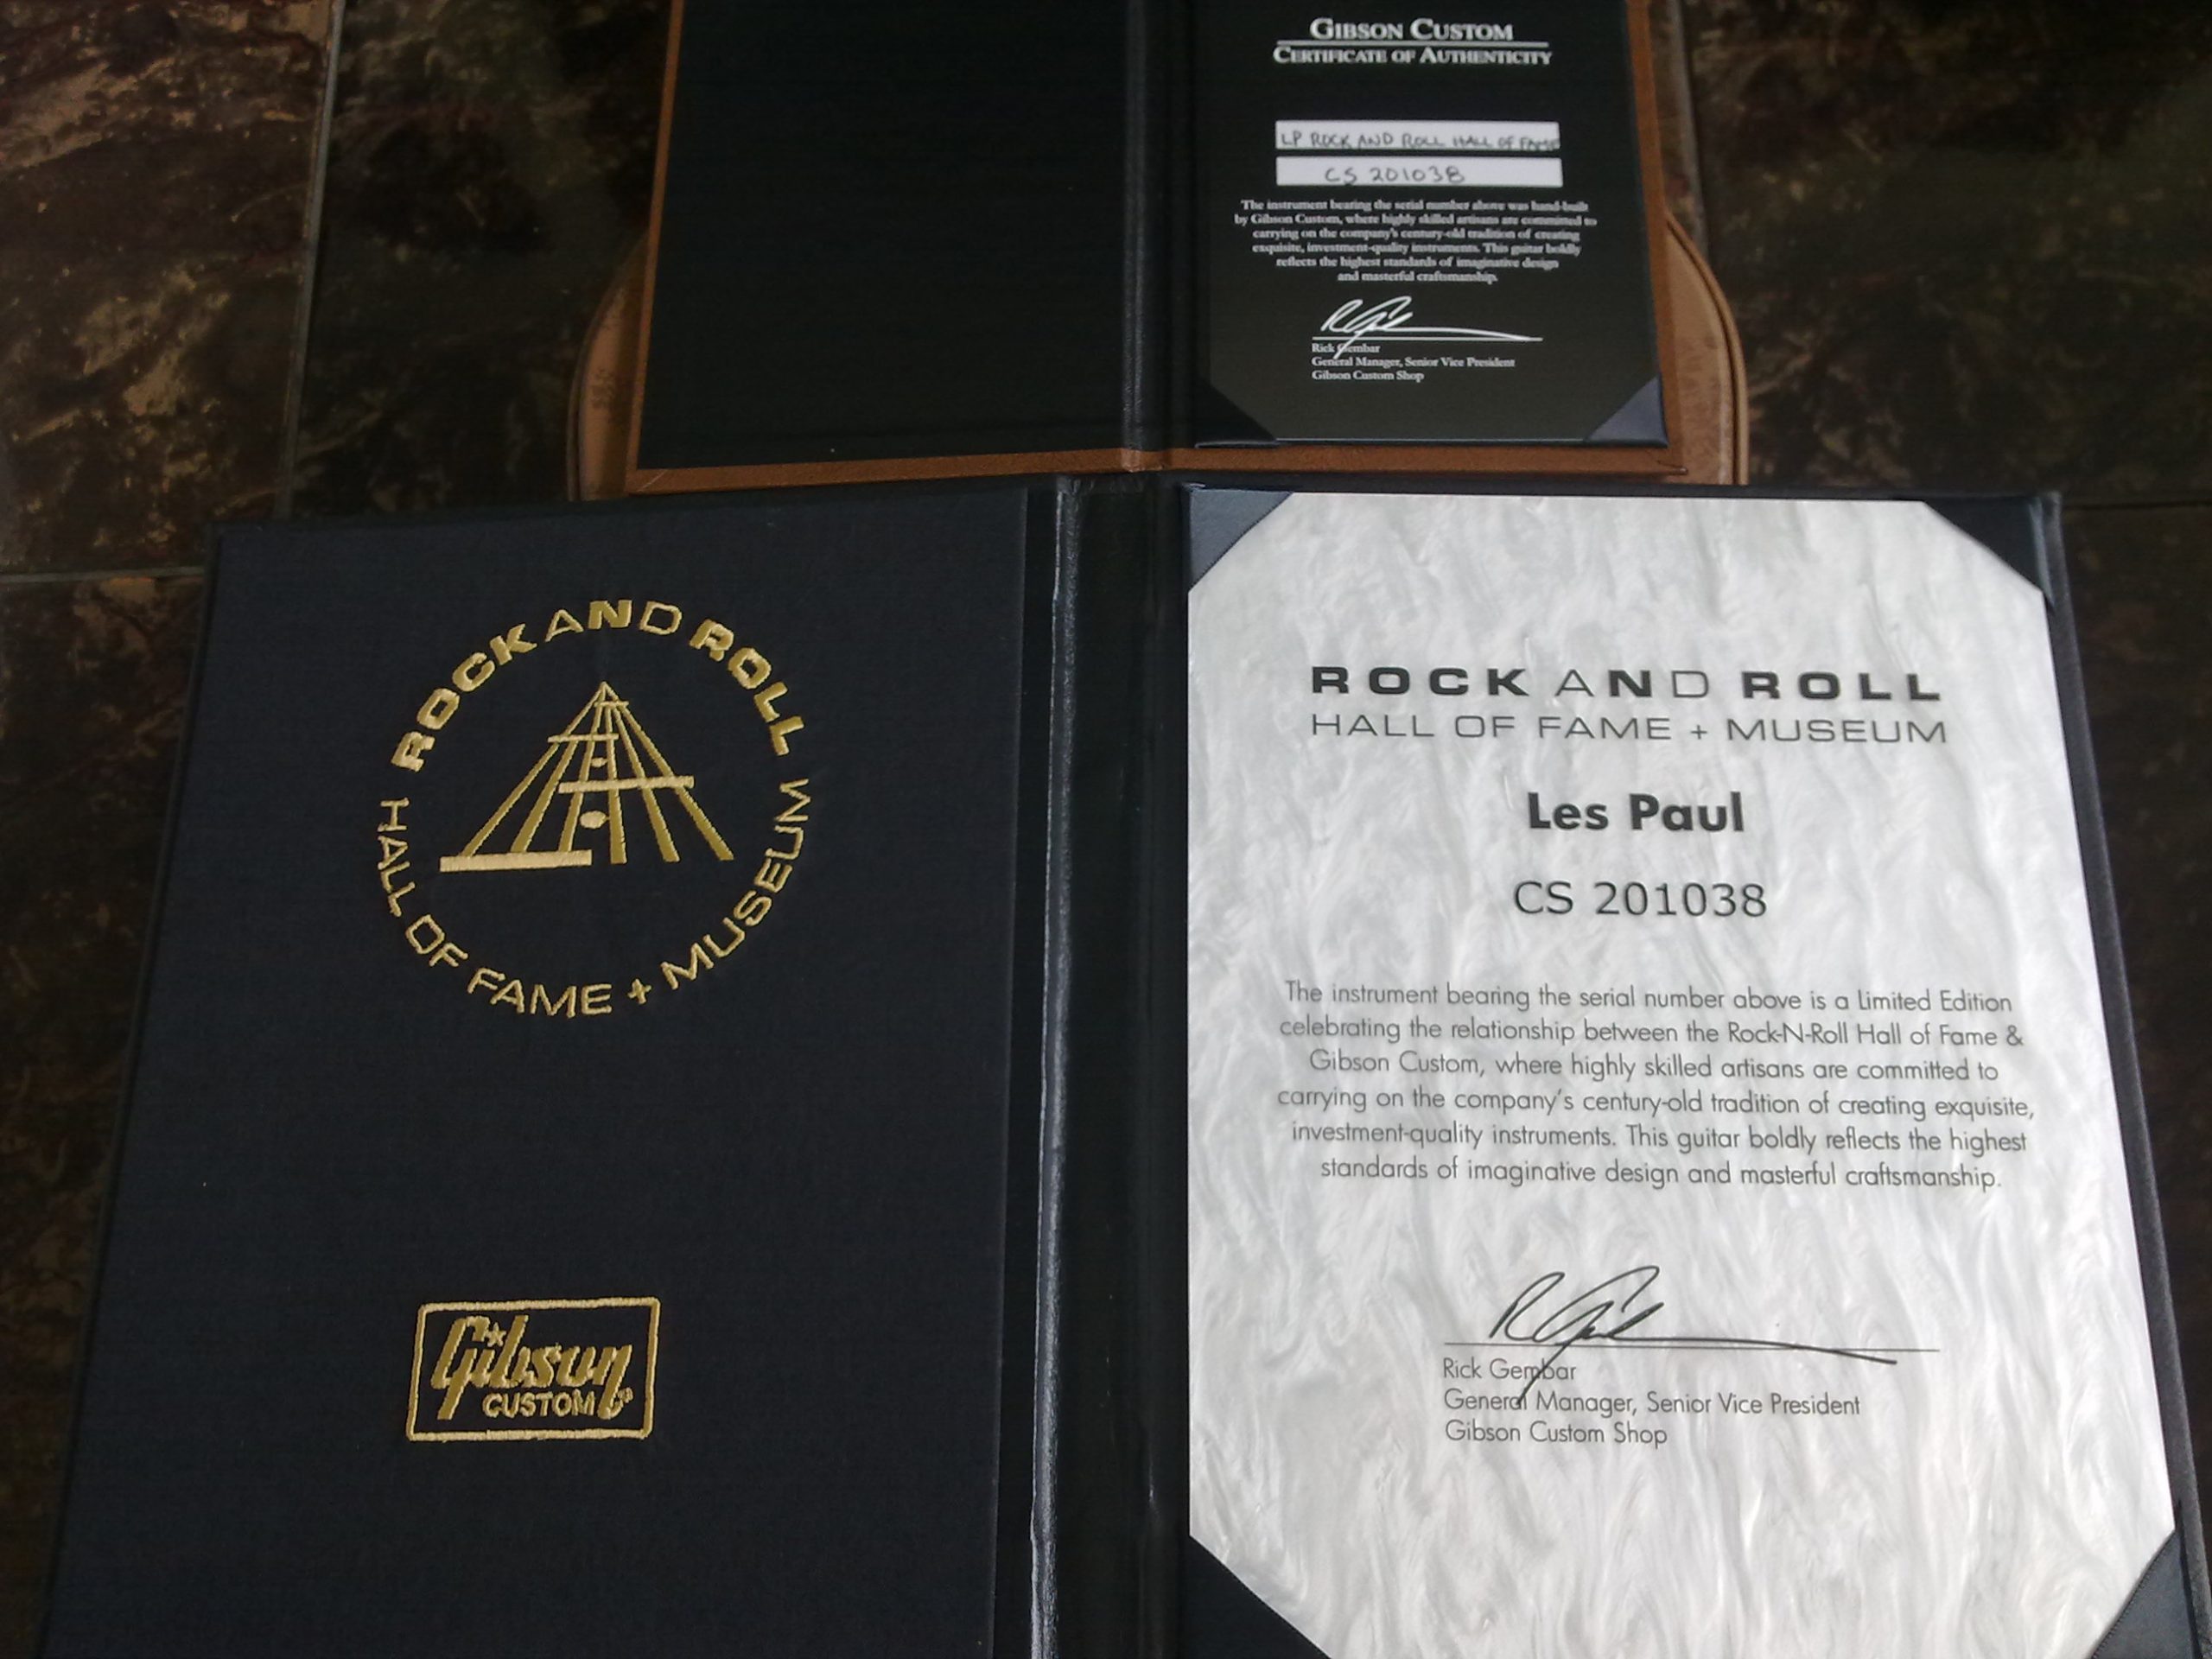 GIBSON CUSTOM
CERTIFICATE OF AUTHENTICITY
LP ROCK AND ROLL HALL OF FAME
CS 201038
The instrument bearing the serial number above was hand-built
by Gibson Custom, where highly skilled artisans are committed to
carrying on the company's century-old tradition of creating
exquisite, investment-quality instruments. This guitar boldly
reflects the highest standards of imaginative design
and masterful craftsmanship.
Rick Gembar
General Manager, Senior Vice President
Gibson Custom Shop
ROCK AND ROLL
HALL OF FAME + MUSEUM
Gibson
CUSTOM
ROCK AND ROLL
HALL OF FAME + MUSEUM
Les Paul
CS 201038
The instrument bearing the serial number above is a Limited Edition
celebrating the relationship between the Rock-N-Roll Hall of Fame &
Gibson Custom, where highly skilled artisans are committed to
carrying on the company's century-old tradition of creating exquisite,
investment-quality instruments. This guitar boldly reflects the highest
standards of imaginative design and masterful craftsmanship.
Rick Gembar
General Manager, Senior Vice President
Gibson Custom Shop